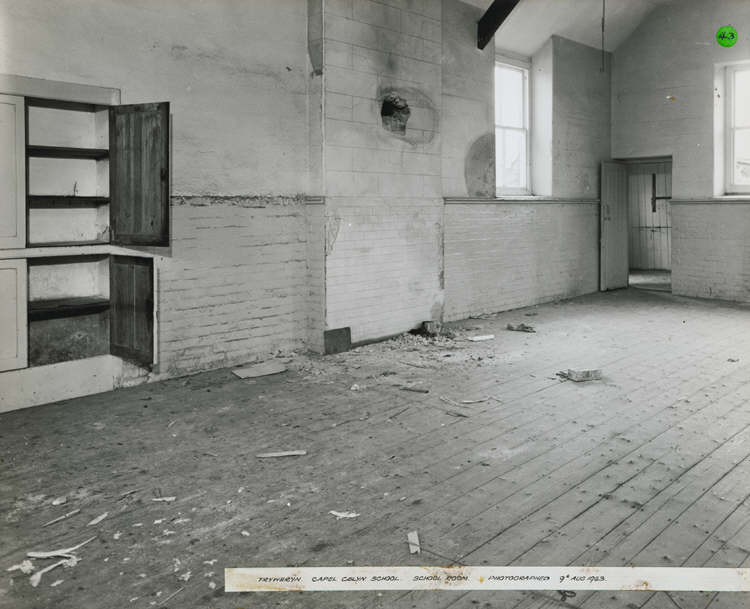 43
TRYWERYN CAPEL CELYN SCHOOL. SCHOOL ROOM. PHOTOGRAPHED 9th AUG 1963.